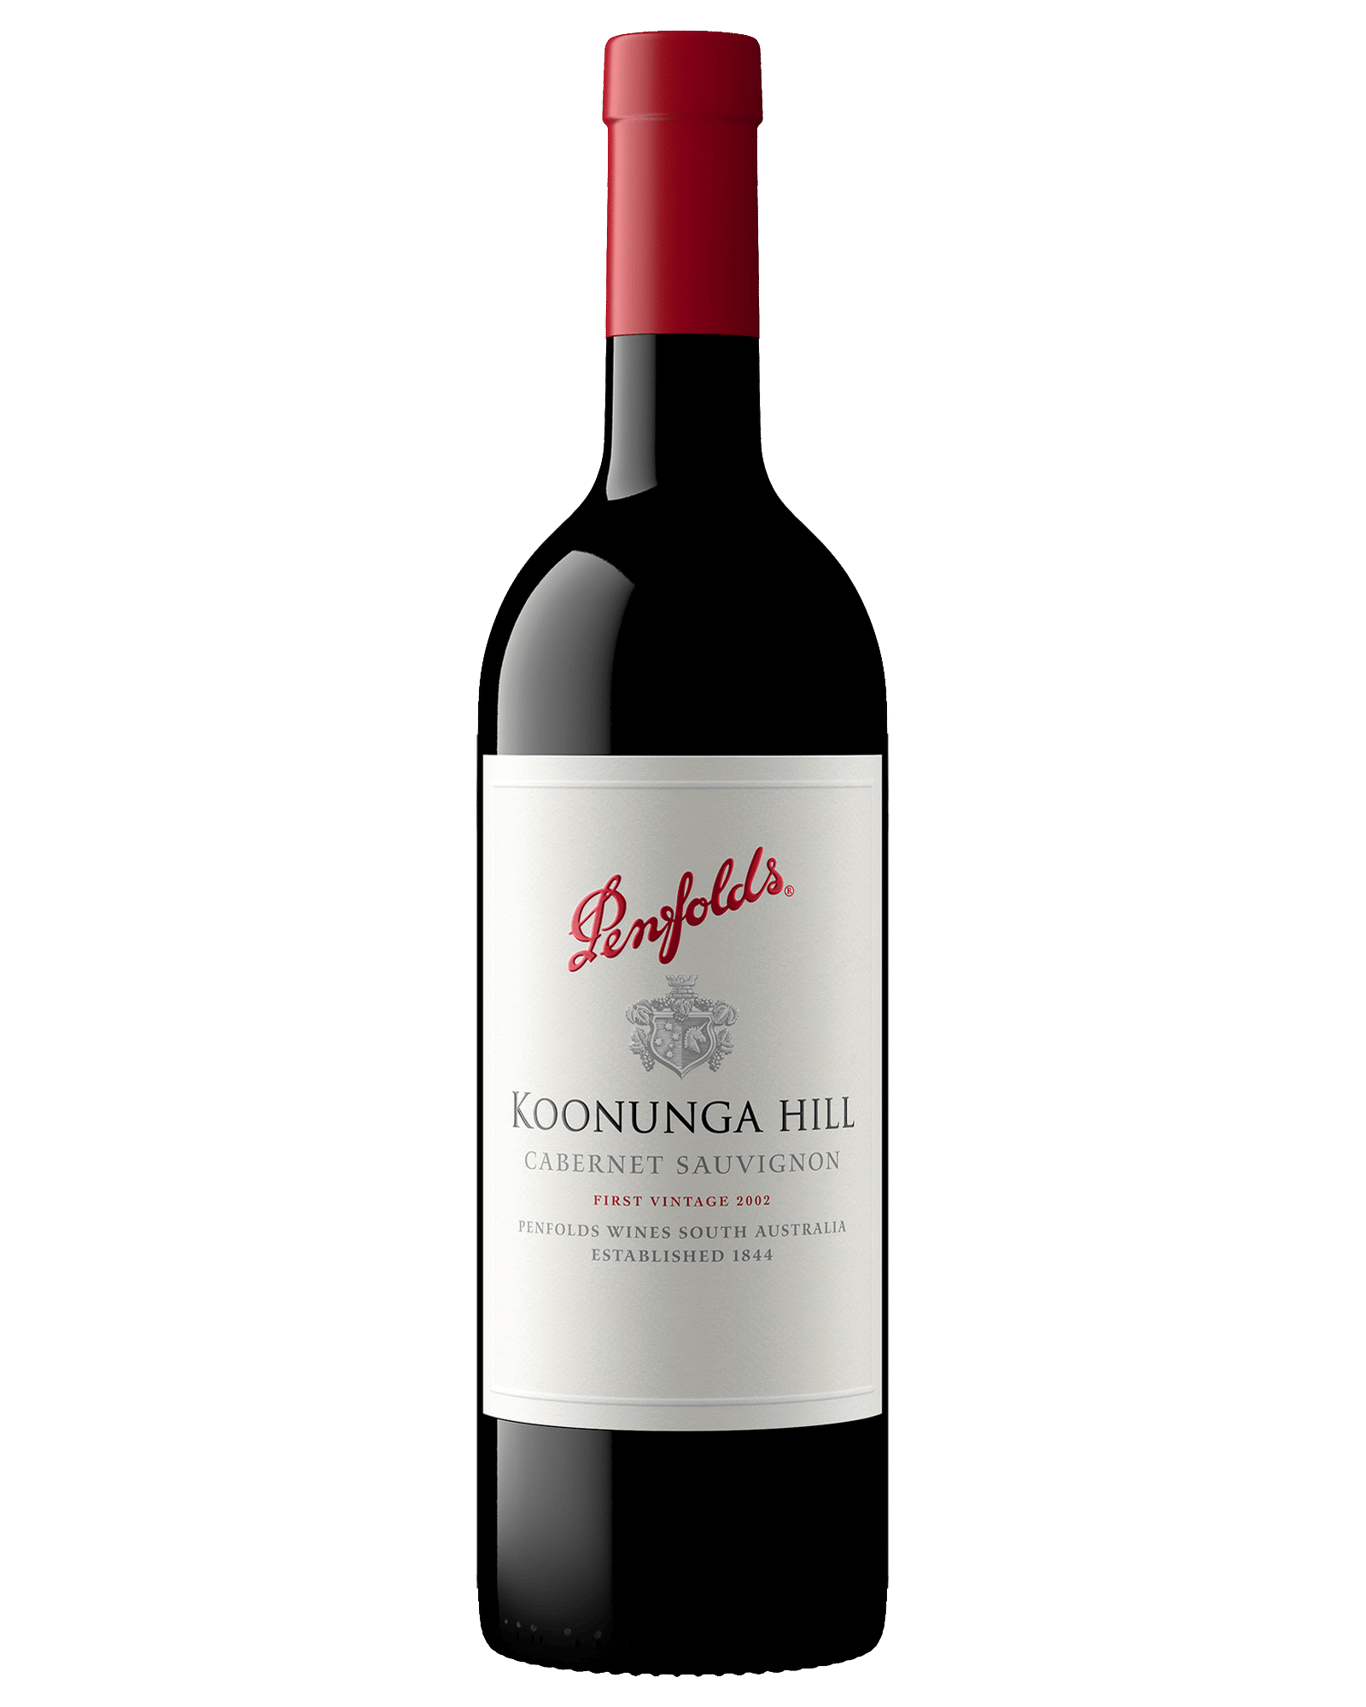 Penfolds®
KOONUNGA HILL
CABERNET SAUVIGNON
FIRST VINTAGE 2002
PENFOLDS WINES SOUTH AUSTRALIA
ESTABLISHED 1844